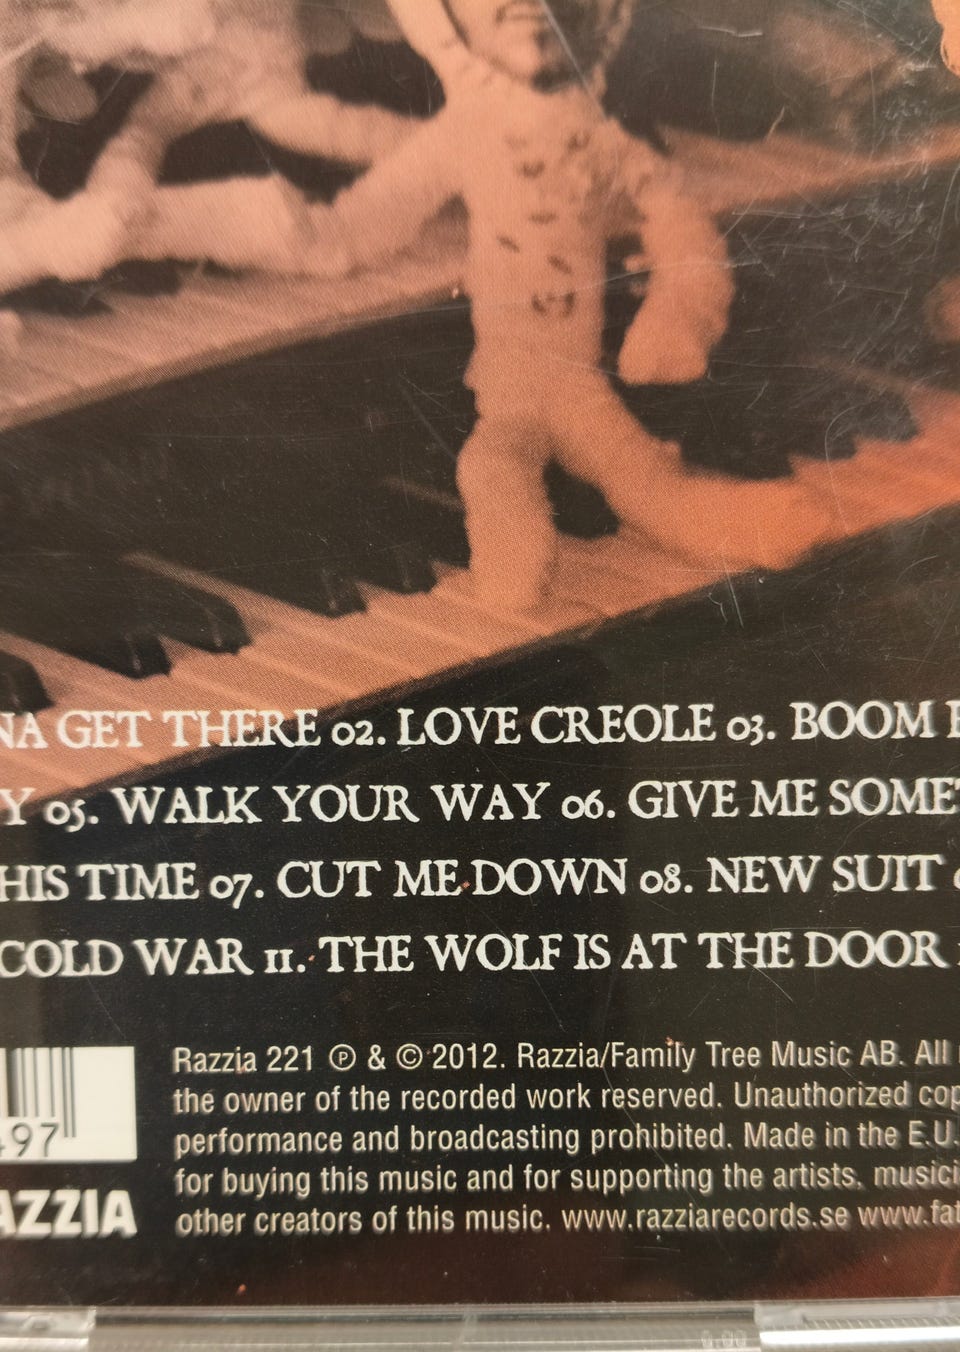 NA GET THERE 02. LOVE CREOLE 03. BOOM B
Y 05. WALK YOUR WAY 06. GIVE ME SOMET
HIS TIME 07. CUT ME DOWN 08. NEW SUIT
COLD WAR 11. THE WOLF IS AT THE DOOR
497
AZZIA
Razzia 221 ℗ & © 2012. Razzia/Family Tree Music AB. All
the owner of the recorded work reserved. Unauthorized cop
performance and broadcasting prohibited. Made in the E.U.
for buying this music and for supporting the artists, musici
other creators of this music. www.razziarecords.se www.fat